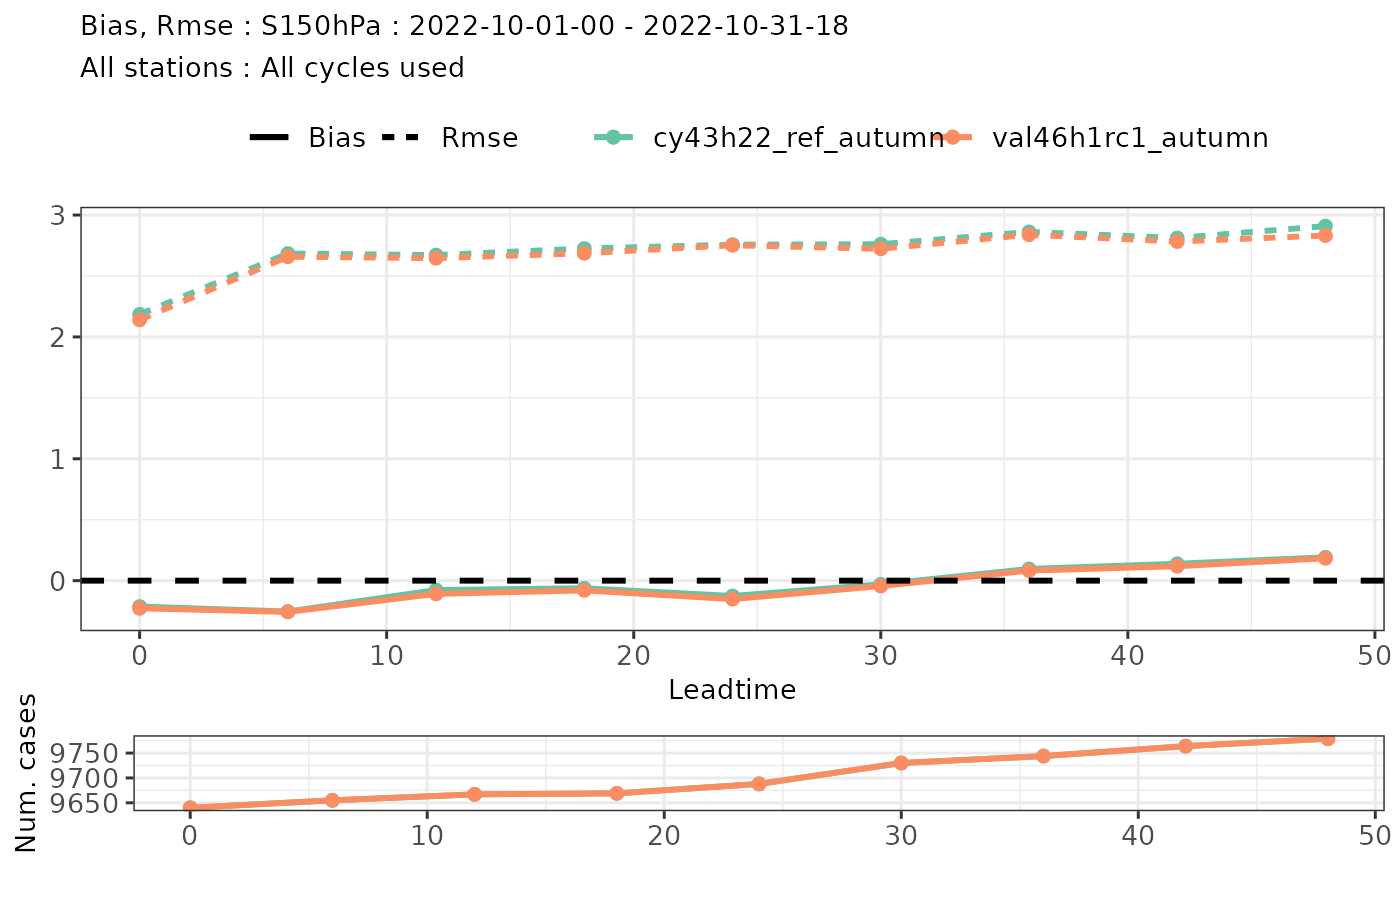 Bias, Rmse : S150hPa : 2022-10-01-00 - 2022-10-31-18
All stations : All cycles used
Bias Rmse cy43h22_ref_autumn val46h1rc1_autumn
3
2
1
0
0 10 20 30 40 50
Leadtime
Num. cases
9750
9700
9650
0 10 20 30 40 50